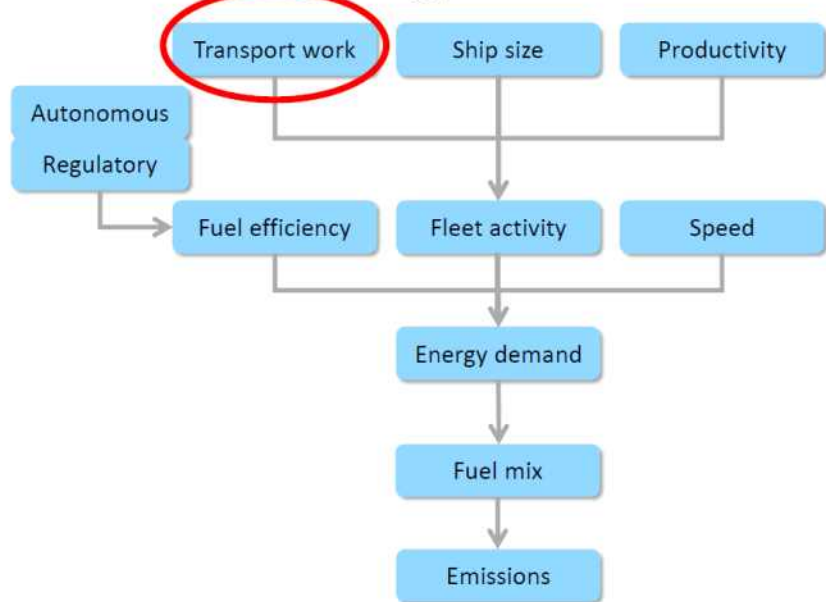 Transport work
Ship size
Productivity
Autonomous
Regulatory
Fuel efficiency
Fleet activity
Speed
Energy demand
Fuel mix
Emissions